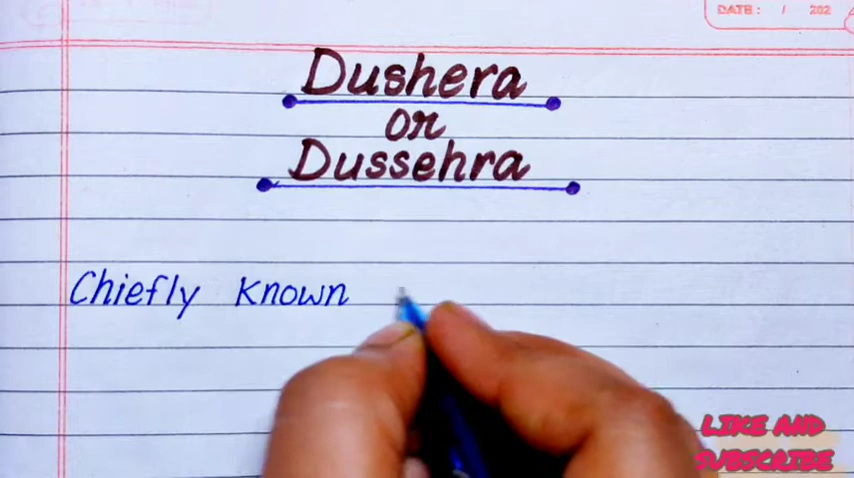 DATE: / 202
Dushera
or
Dussehra
Chiefly Known
LIKE AND
SUBSCRIBE